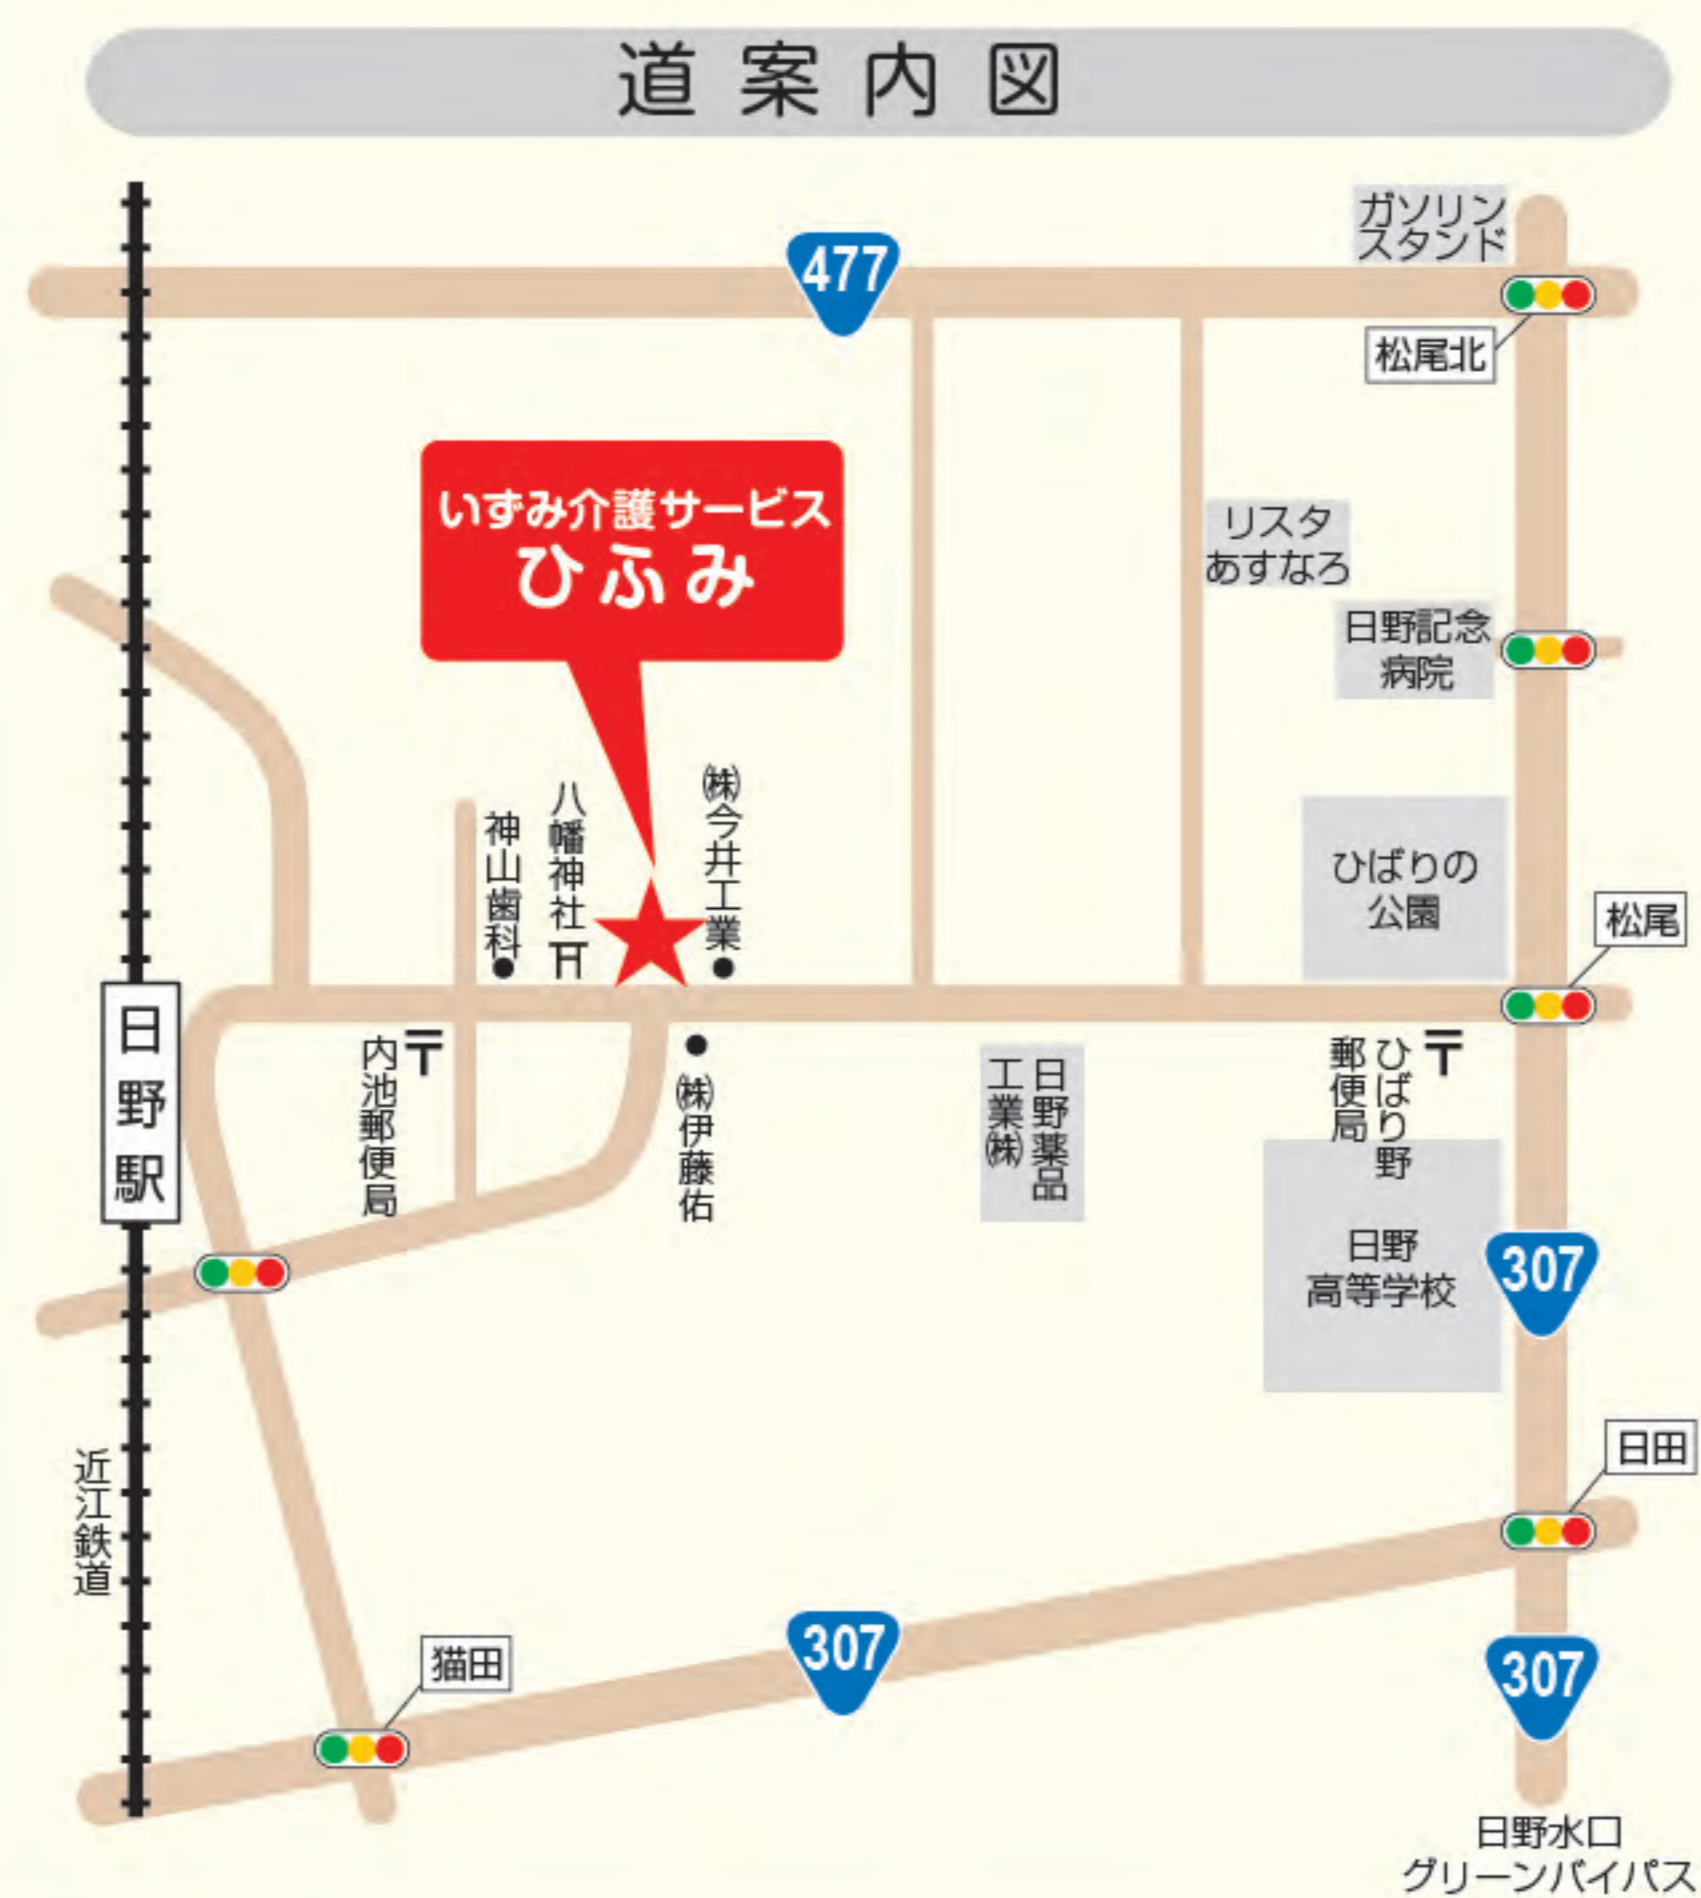 道案内図
ガソリン
スタンド
477
松尾北
いずみ介護サービス
ひふみ
リスタ
あすなろ
日野記念
病院
㈱今井工業
八幡神社
神山歯科
ひばりの
公園
松尾
日野駅
〒
内池郵便局
㈱伊藤佑
日野薬品
工業㈱
〒
ひばり野
郵便局
日野
高等学校
307
近江鉄道
日田
猫田
307
307
日野水口
グリーンバイパス